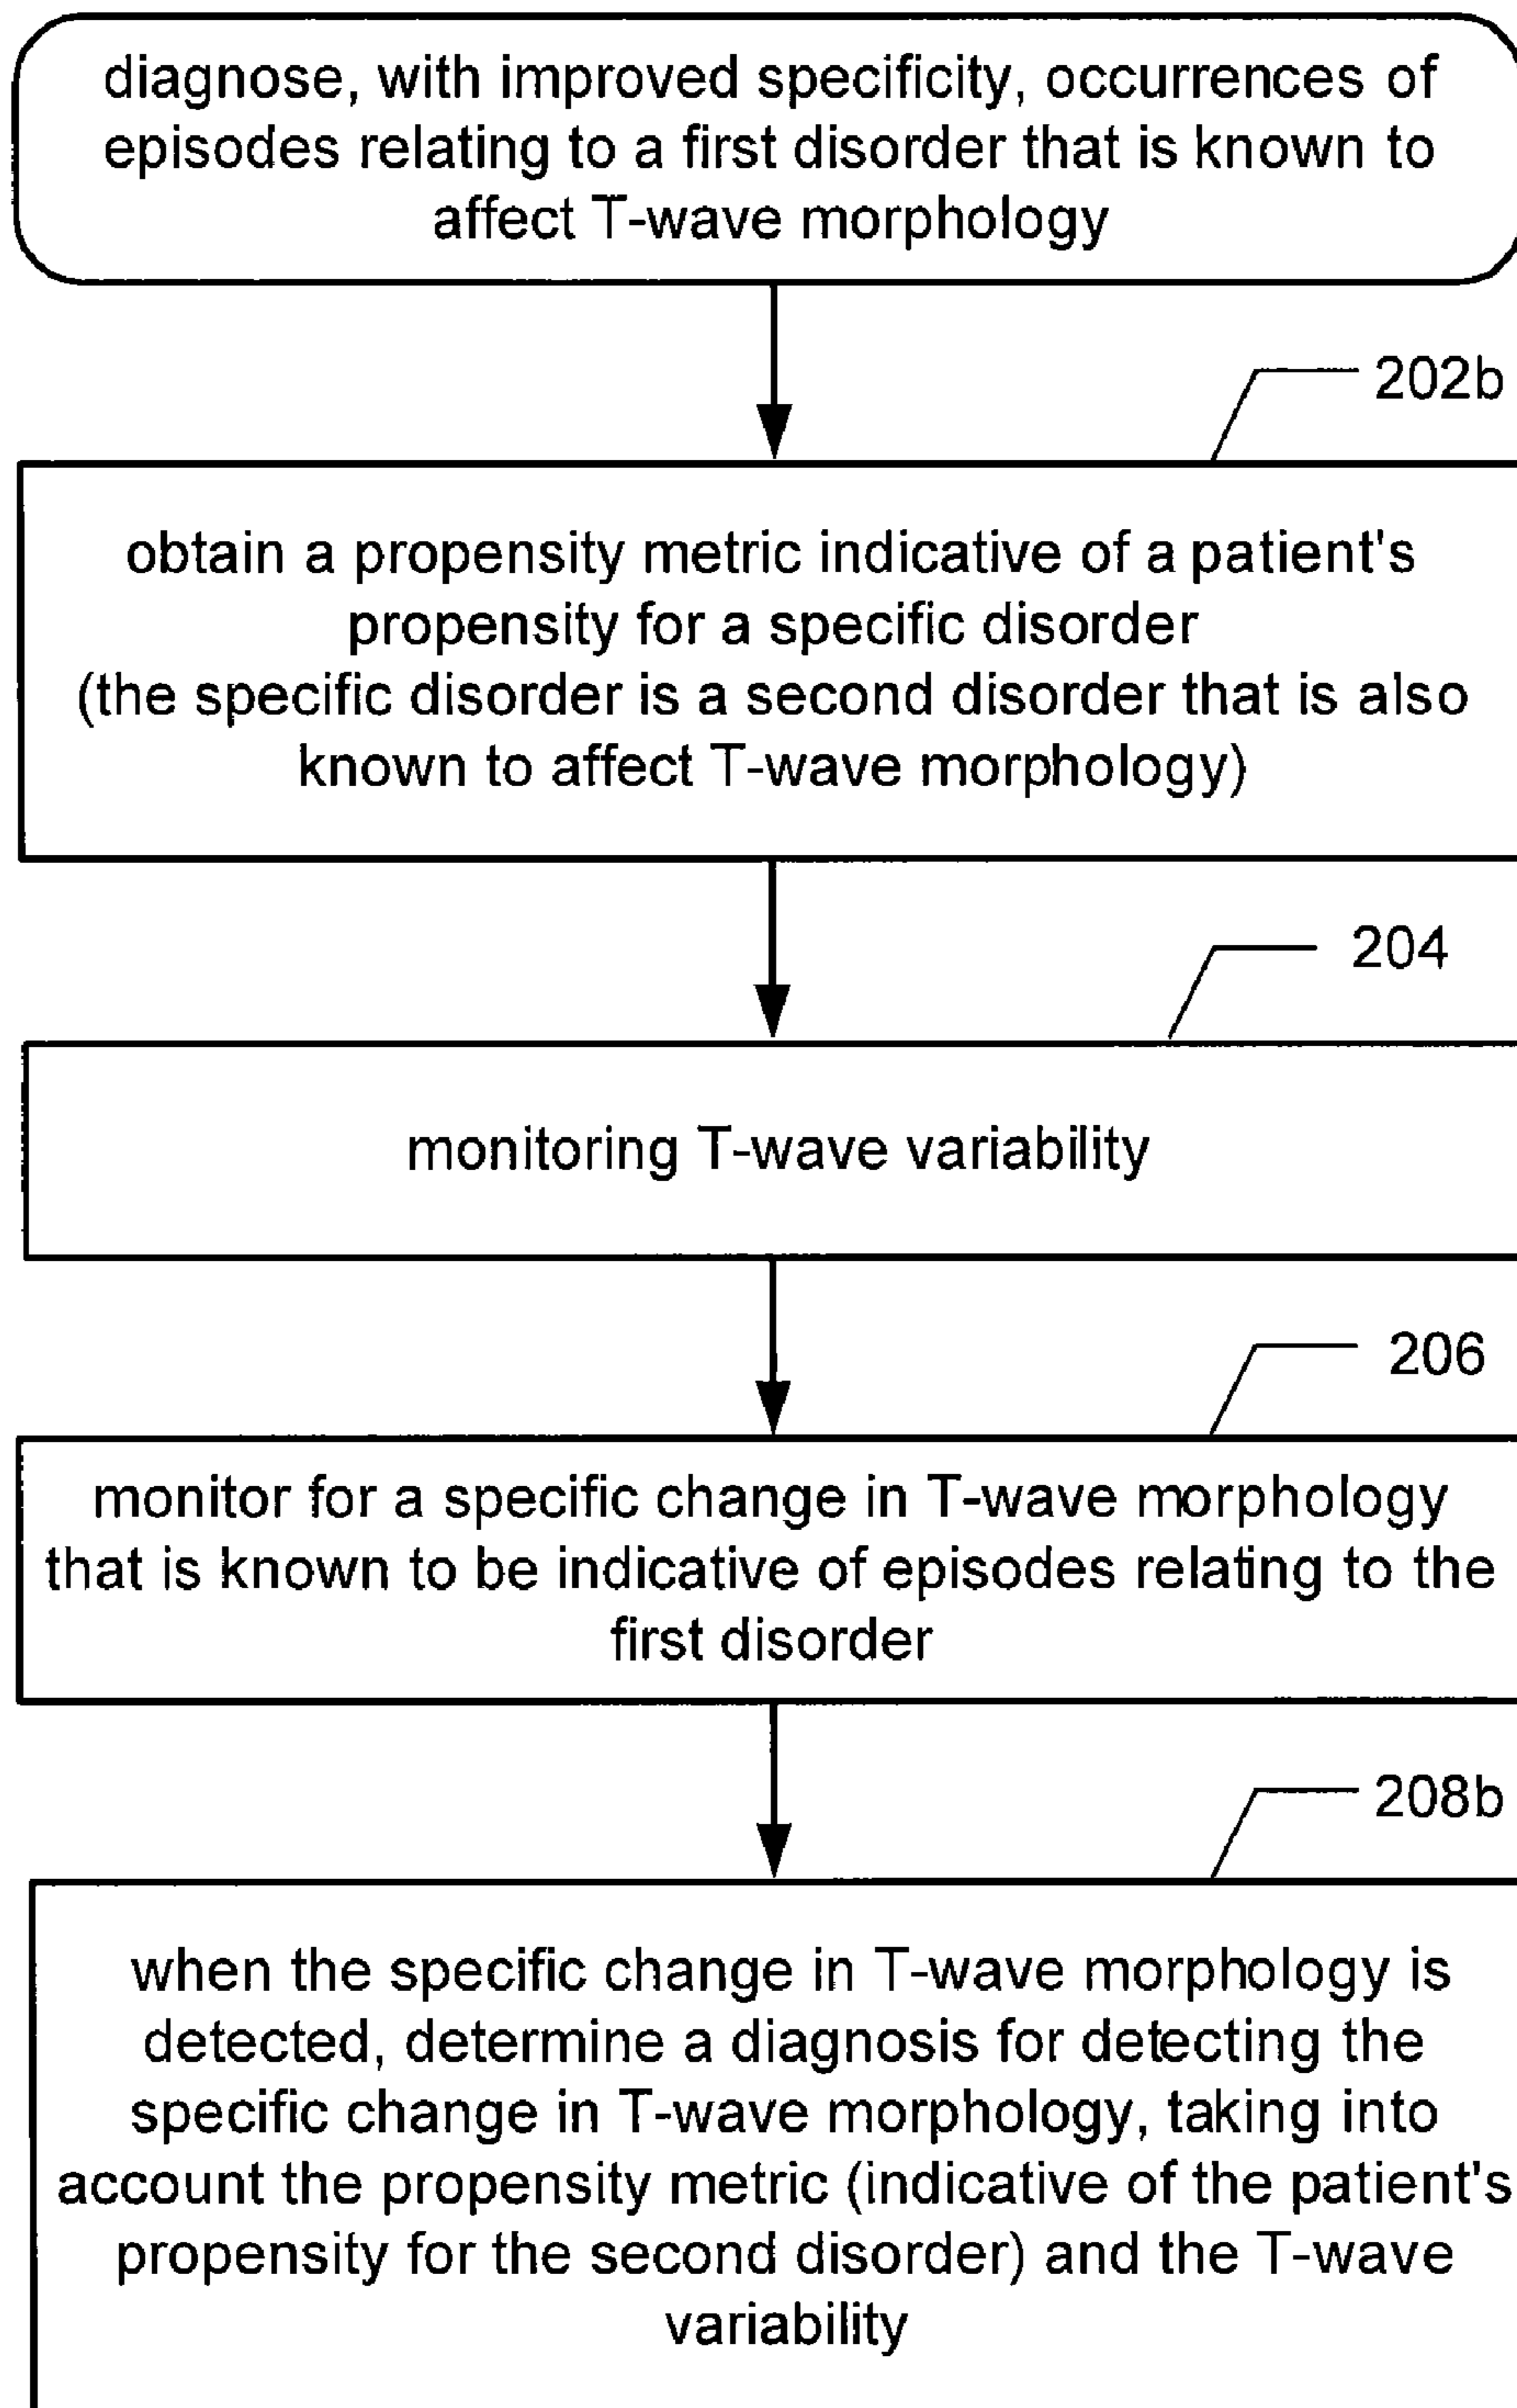 diagnose, with improved specificity, occurrences of
episodes relating to a first disorder that is known to
affect T-wave morphology
202b
obtain a propensity metric indicative of a patient's
propensity for a specific disorder
(the specific disorder is a second disorder that is also
known to affect T-wave morphology)
204
monitoring T-wave variability
206
monitor for a specific change in T-wave morphology
that is known to be indicative of episodes relating to the
first disorder
208b
when the specific change in T-wave morphology is
detected, determine a diagnosis for detecting the
specific change in T-wave morphology, taking into
account the propensity metric (indicative of the patient's
propensity for the second disorder) and the T-wave
variability